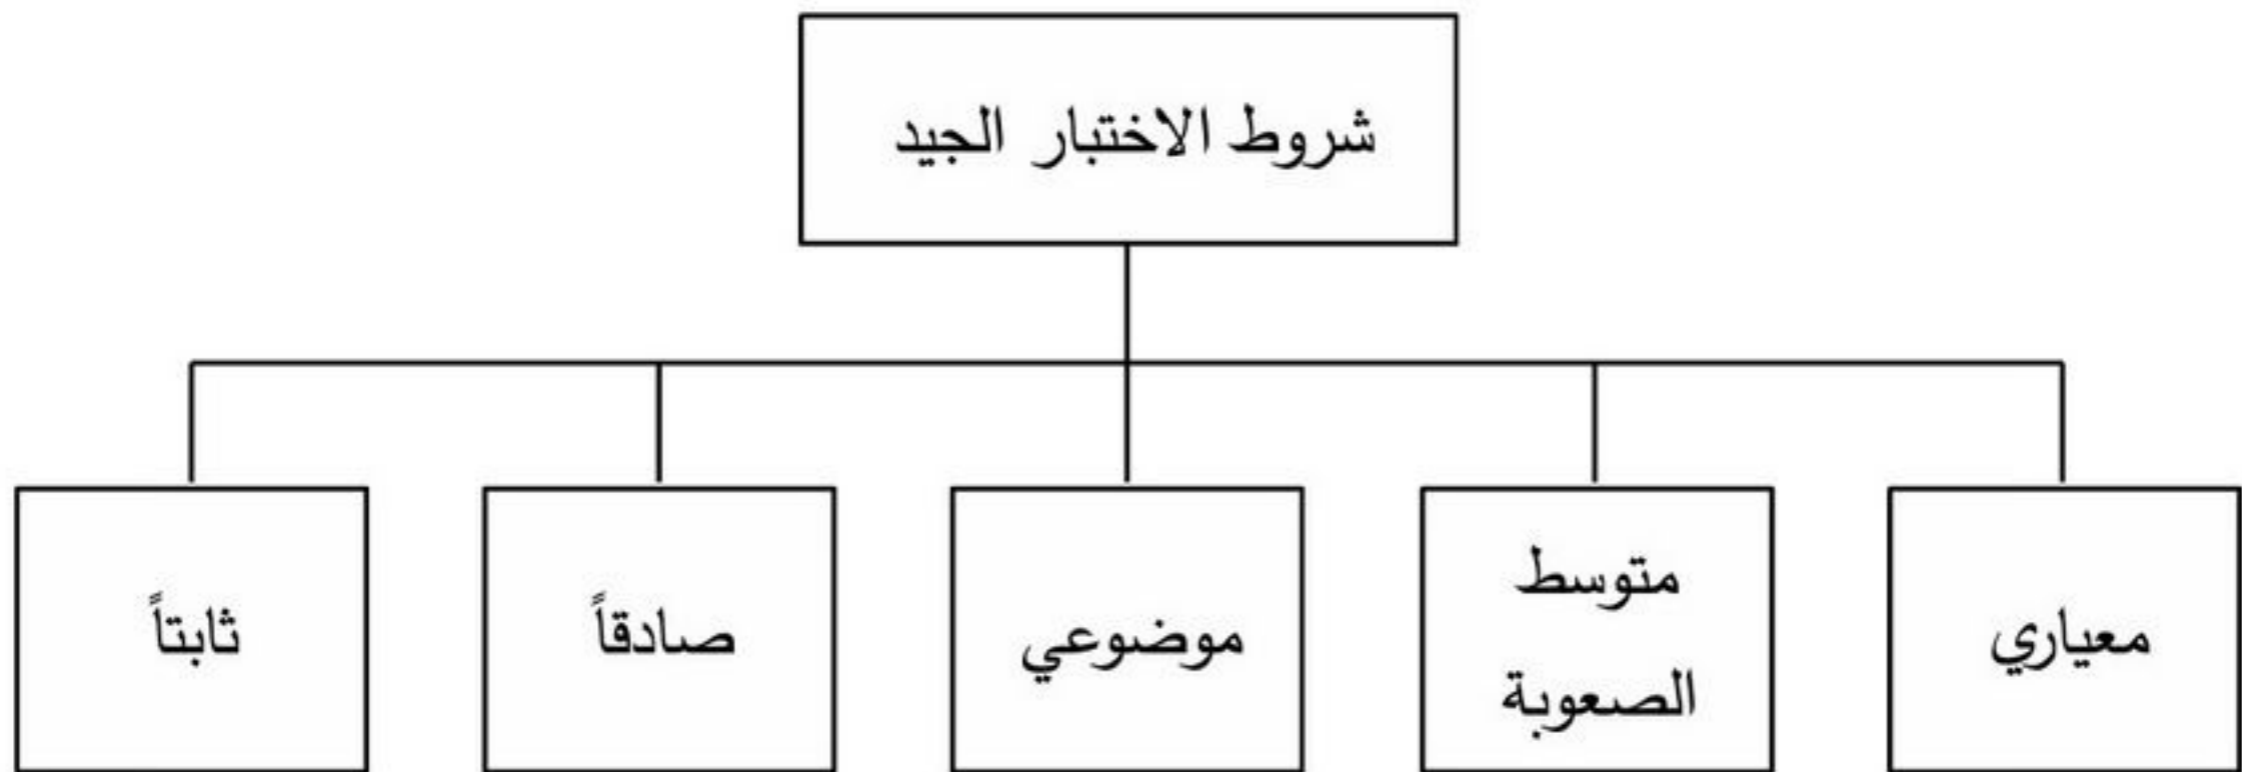 شروط الاختبار الجيد
معياري
متوسط
الصعوبة
موضوعي
صادقاً
ثابتاً